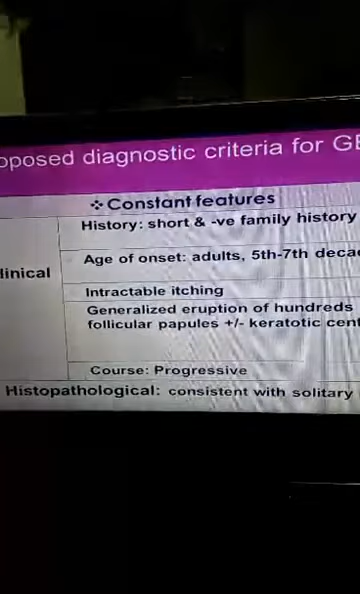 oposed diagnostic criteria for GE
❖Constant features
History: short & -ve family history
linical
Age of onset: adults, 5th-7th deca
Intractable itching
Generalized eruption of hundreds
follicular papules +/- keratotic cent
Course: Progressive
Histopathological: consistent with solitary